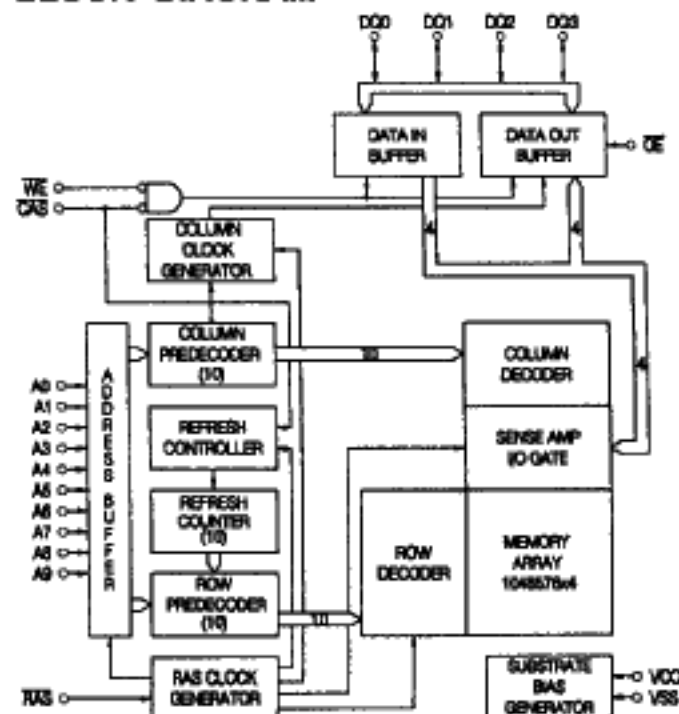 BLOCK DIAGRAM
DQ0 DQ1 DQ2 DQ3
DATA IN
BUFFER
DATA OUT
BUFFER
OE
WE
CAS
4
4
COLUMN
CLOCK
GENERATOR
COLUMN
PREDECODER
(10)
10
COLUMN
DECODER
4
ADDRESS BUFFER
A0
A1
A2
A3
A4
A5
A6
A7
A8
A9
REFRESH
CONTROLLER
SENSE AMP
I/O GATE
REFRESH
COUNTER
(10)
ROW
DECODER
MEMORY
ARRAY
1048576x4
ROW
PREDECODER
(10)
10
RAS
RAS CLOCK
GENERATOR
SUBSTRATE
BIAS
GENERATOR
VCC
VSS